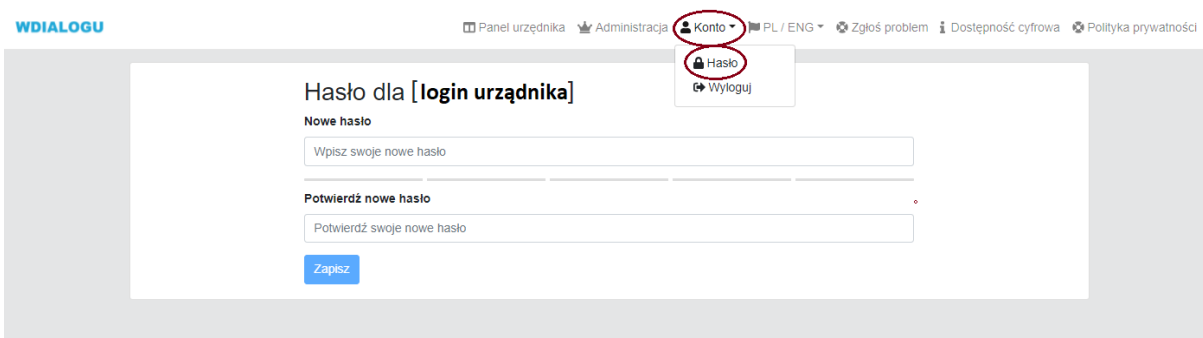 WDIALOGU Panel urzędnika Administracja Konto PL / ENG Zgłoś problem Dostępność cyfrowa Polityka prywatności
Hasło
Wyloguj
Hasło dla [login urządnika]
Nowe hasło
Wpisz swoje nowe hasło
Potwierdź nowe hasło
Potwierdź swoje nowe hasło
Zapisz